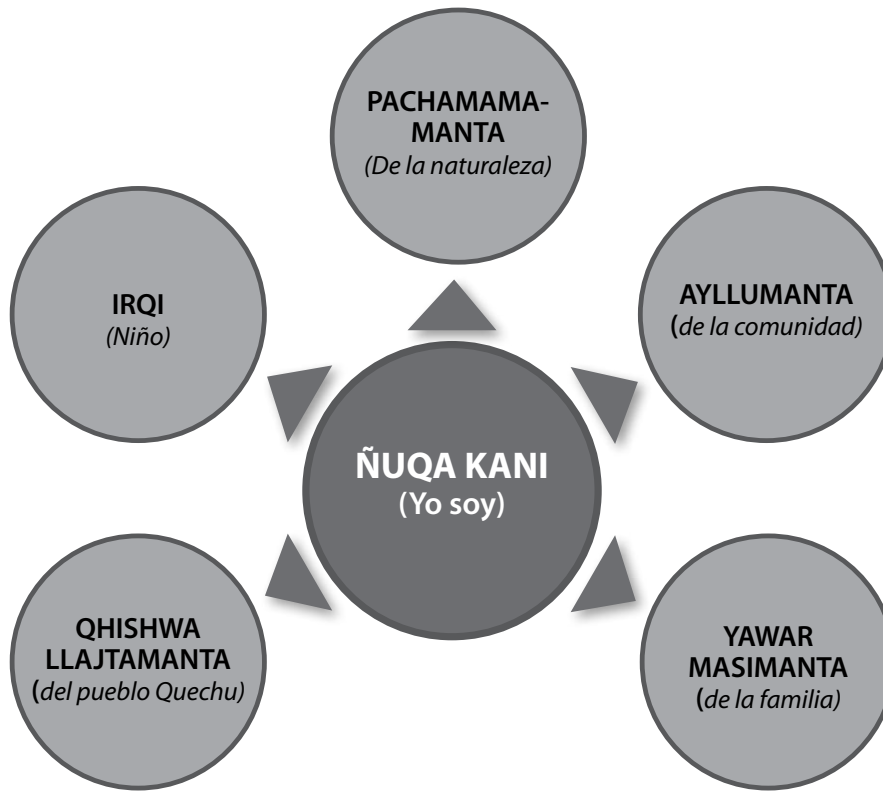 PACHAMAMA-
MANTA
(De la naturaleza)
IRQI
(Niño)
AYLLUMANTA
(de la comunidad)
ÑUQA KANI
(Yo soy)
QHISHWA
LLAJTAMANTA
(del pueblo Quechu)
YAWAR
MASIMANTA
(de la familia)